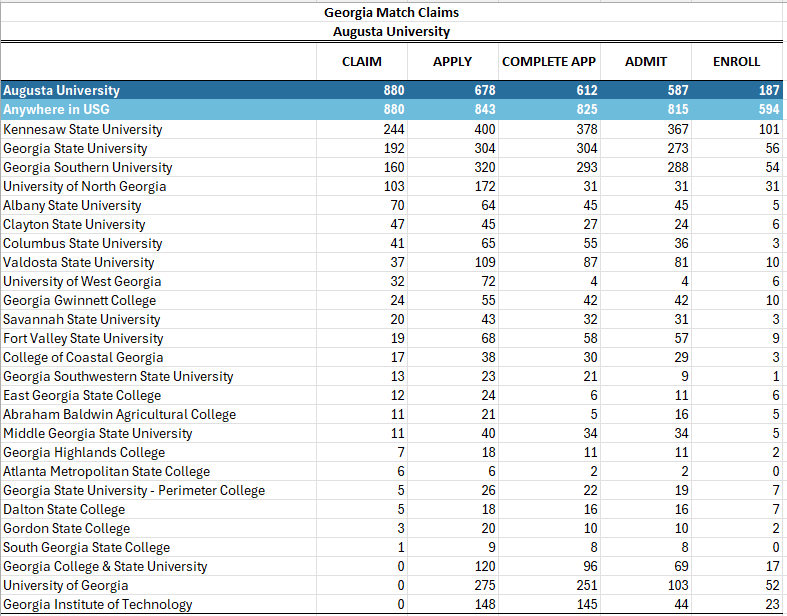 Georgia Match Claims
Augusta University
CLAIM APPLY COMPLETE APP ADMIT ENROLL
Augusta University 880 678 612 587 187
Anywhere in USG 880 843 825 815 594
Kennesaw State University 244 400 378 367 101
Georgia State University 192 304 304 273 56
Georgia Southern University 160 320 293 288 54
University of North Georgia 103 172 31 31 31
Albany State University 70 64 45 45 5
Clayton State University 47 45 27 24 6
Columbus State University 41 65 55 36 3
Valdosta State University 37 109 87 81 10
University of West Georgia 32 72 4 4 6
Georgia Gwinnett College 24 55 42 42 10
Savannah State University 20 43 32 31 3
Fort Valley State University 19 68 58 57 9
College of Coastal Georgia 17 38 30 29 3
Georgia Southwestern State University 13 23 21 9 1
East Georgia State College 12 24 6 11 6
Abraham Baldwin Agricultural College 11 21 5 16 5
Middle Georgia State University 11 40 34 34 5
Georgia Highlands College 7 18 11 11 2
Atlanta Metropolitan State College 6 6 2 2 0
Georgia State University - Perimeter College 5 26 22 19 7
Dalton State College 5 18 16 16 7
Gordon State College 3 20 10 10 2
South Georgia State College 1 9 8 8 0
Georgia College & State University 0 120 96 69 17
University of Georgia 0 275 251 103 52
Georgia Institute of Technology 0 148 145 44 23